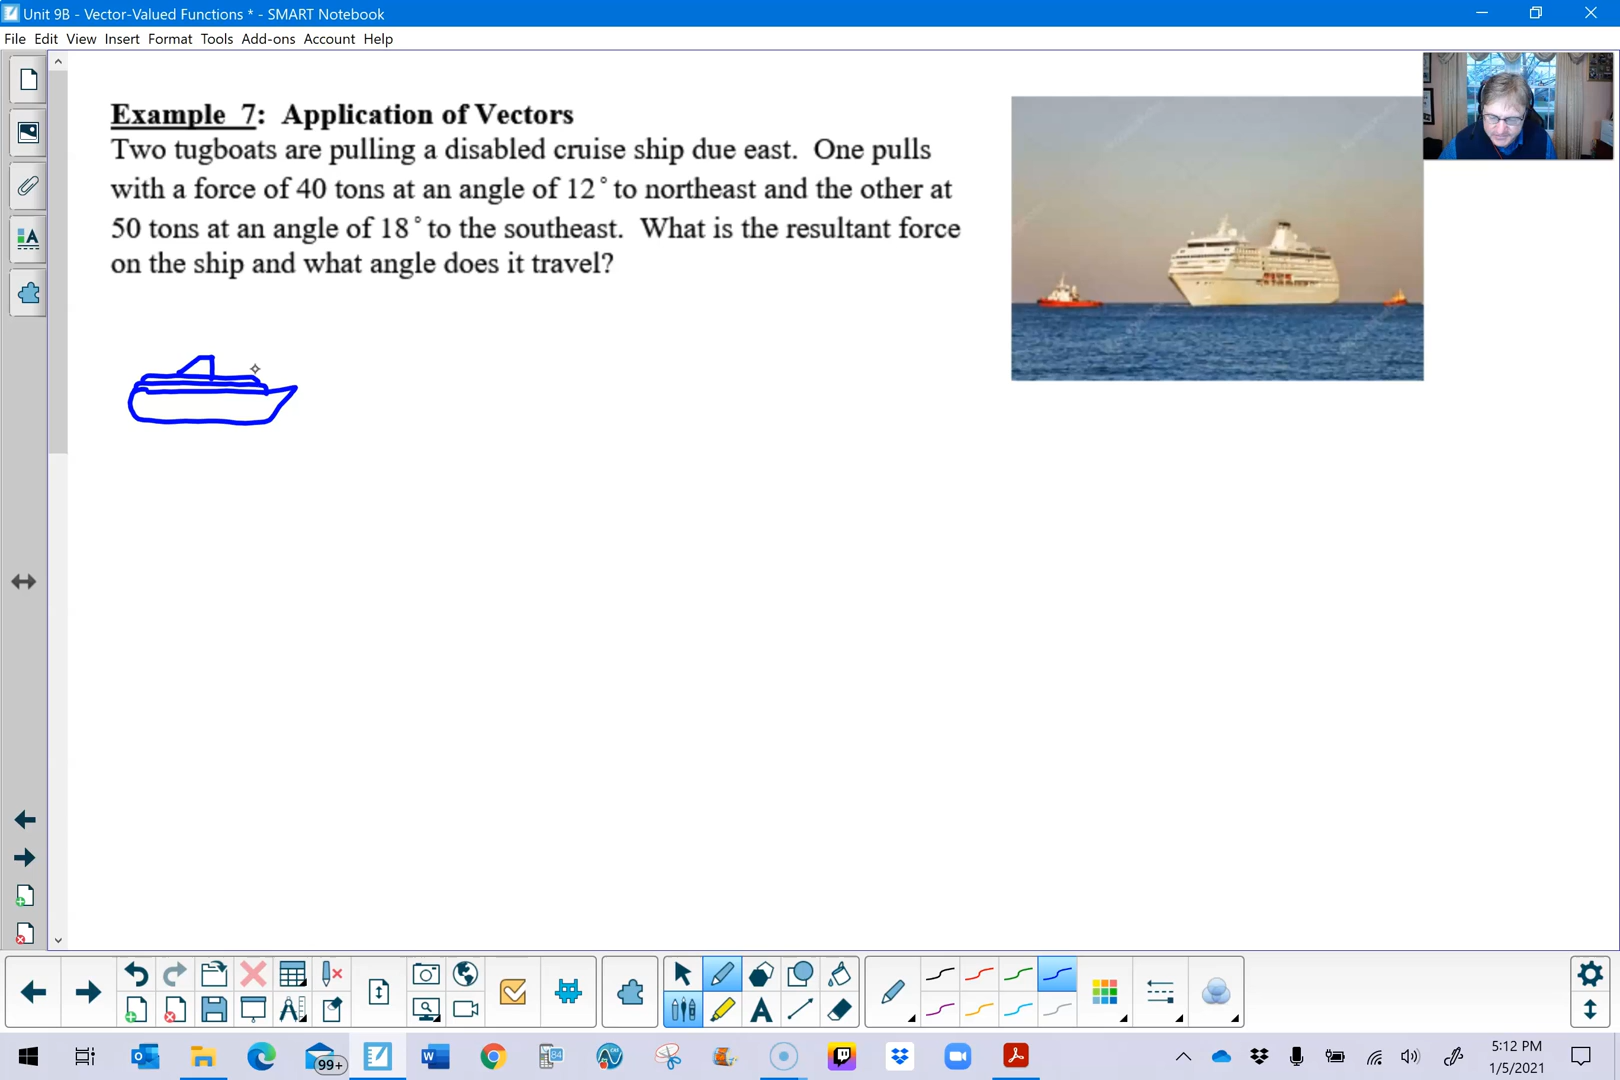 Unit 9B - Vector-Valued Functions * - SMART Notebook
File Edit View Insert Format Tools Add-ons Account Help
Example 7: Application of Vectors
Two tugboats are pulling a disabled cruise ship due east. One pulls
with a force of 40 tons at an angle of 12° to northeast and the other at
50 tons at an angle of 18° to the southeast. What is the resultant force
on the ship and what angle does it travel?
99+
84
5:12 PM
1/5/2021